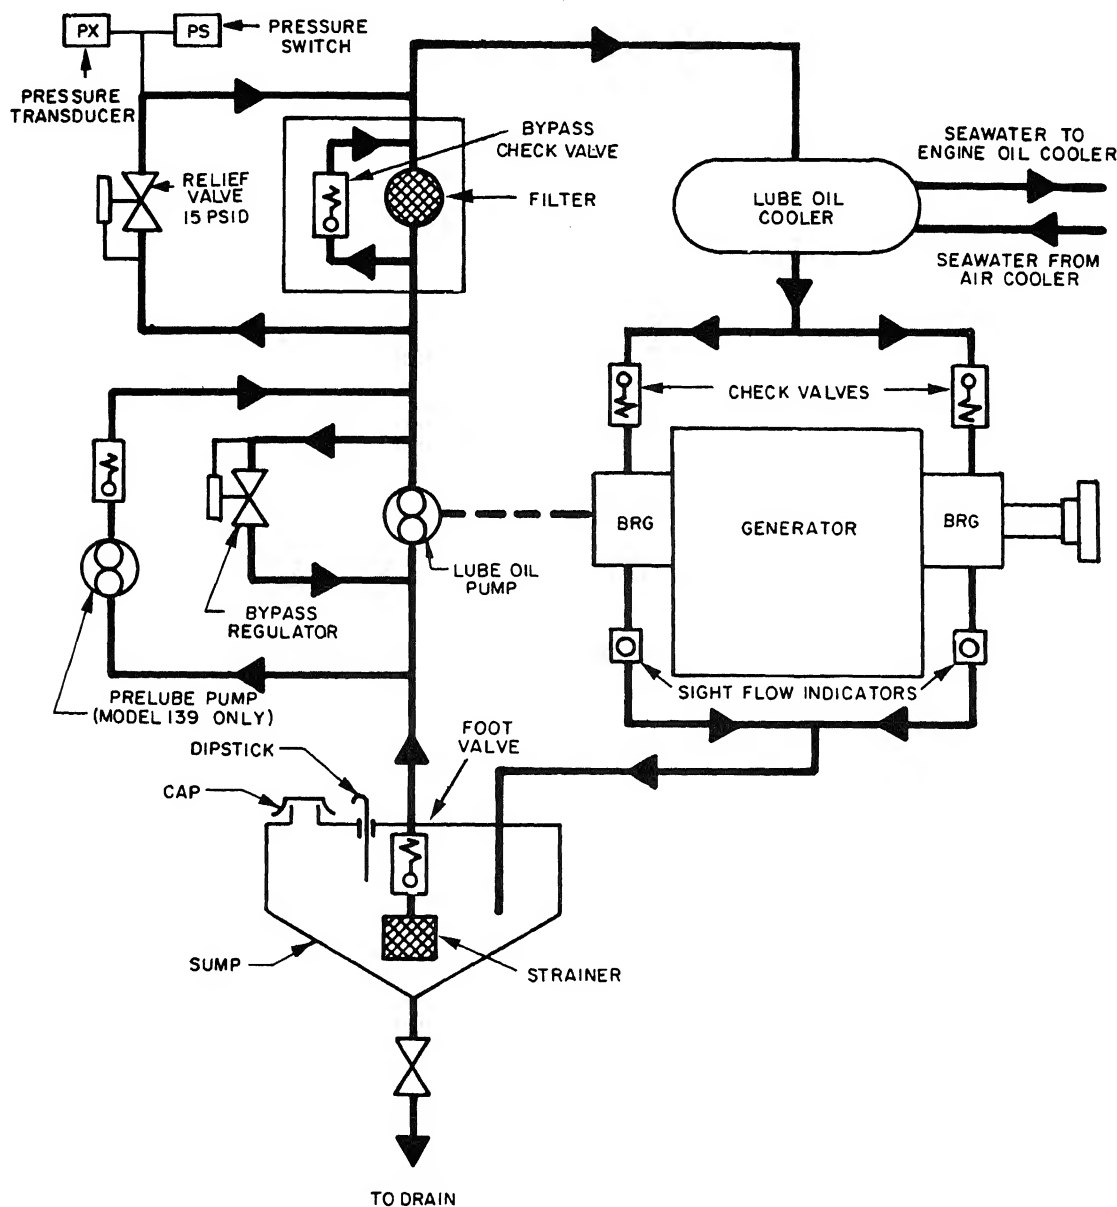 PX
PS
PRESSURE
SWITCH
PRESSURE
TRANSDUCER
BYPASS
CHECK VALVE
RELIEF
VALVE
15 PSID
FILTER
LUBE OIL
COOLER
SEAWATER TO
ENGINE OIL COOLER
SEAWATER FROM
AIR COOLER
CHECK VALVES
BRG
GENERATOR
BRG
LUBE OIL
PUMP
BYPASS
REGULATOR
PRELUBE PUMP
(MODEL 139 ONLY)
SIGHT FLOW INDICATORS
DIPSTICK
FOOT
VALVE
CAP
SUMP
STRAINER
TO DRAIN